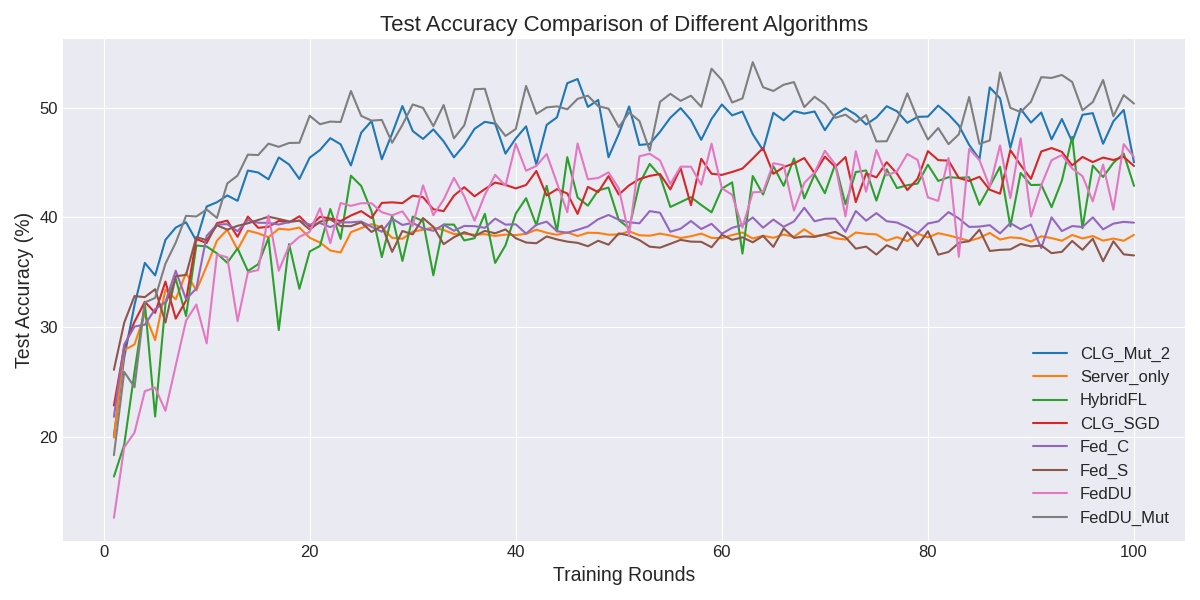 Test Accuracy Comparison of Different Algorithms
Test Accuracy (%)
50
40
30
20
0 20 40 60 80 100
Training Rounds
CLG_Mut_2
Server_only
HybridFL
CLG_SGD
Fed_C
Fed_S
FedDU
FedDU_Mut